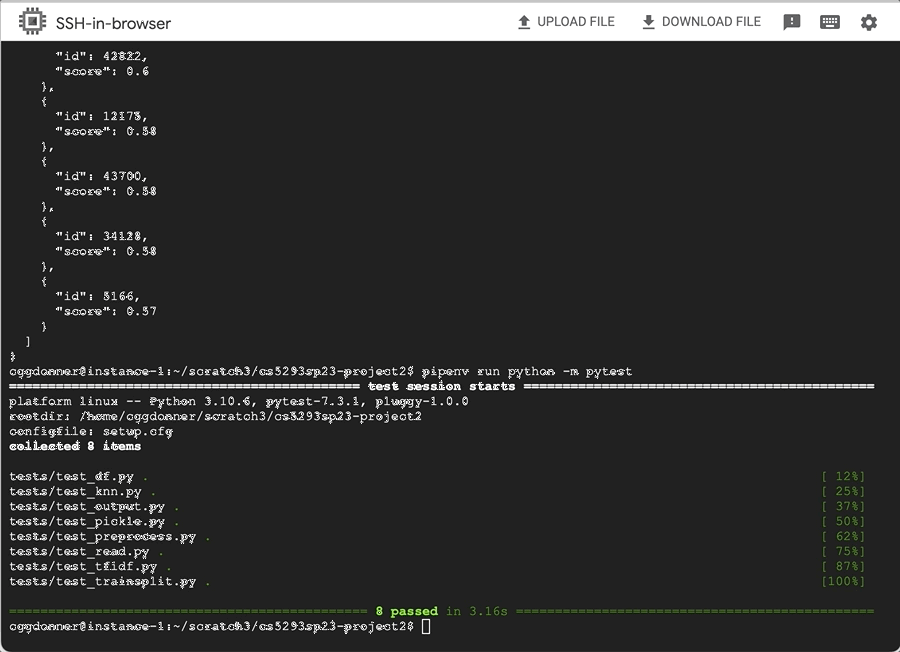 SSH-in-browser
UPLOAD FILE
DOWNLOAD FILE
"id": 42822,
"score": 0.6
},
{
"id": 12175,
"score": 0.58
},
{
"id": 43700,
"score": 0.58
},
{
"id": 34128,
"score": 0.58
},
{
"id": 5166,
"score": 0.57
}
]
}
oggdonner@instance-1:~/scratch3/cs5293sp23-project2$ pipenv run python -m pytest
test session starts
platform linux -- Python 3.10.6, pytest-7.3.1, pluggy-1.0.0
rootdir: /home/oggdonner/scratch3/cs5293sp23-project2
configfile: setup.cfg
collected 8 items
tests/test_df.py . [ 12%]
tests/test_knn.py . [ 25%]
tests/test_output.py . [ 37%]
tests/test_pickle.py . [ 50%]
tests/test_preprocess.py . [ 62%]
tests/test_read.py . [ 75%]
tests/test_tfidf.py . [ 87%]
tests/test_trainsplit.py . [100%]
8 passed in 3.16s
oggdonner@instance-1:~/scratch3/cs5293sp23-project2$